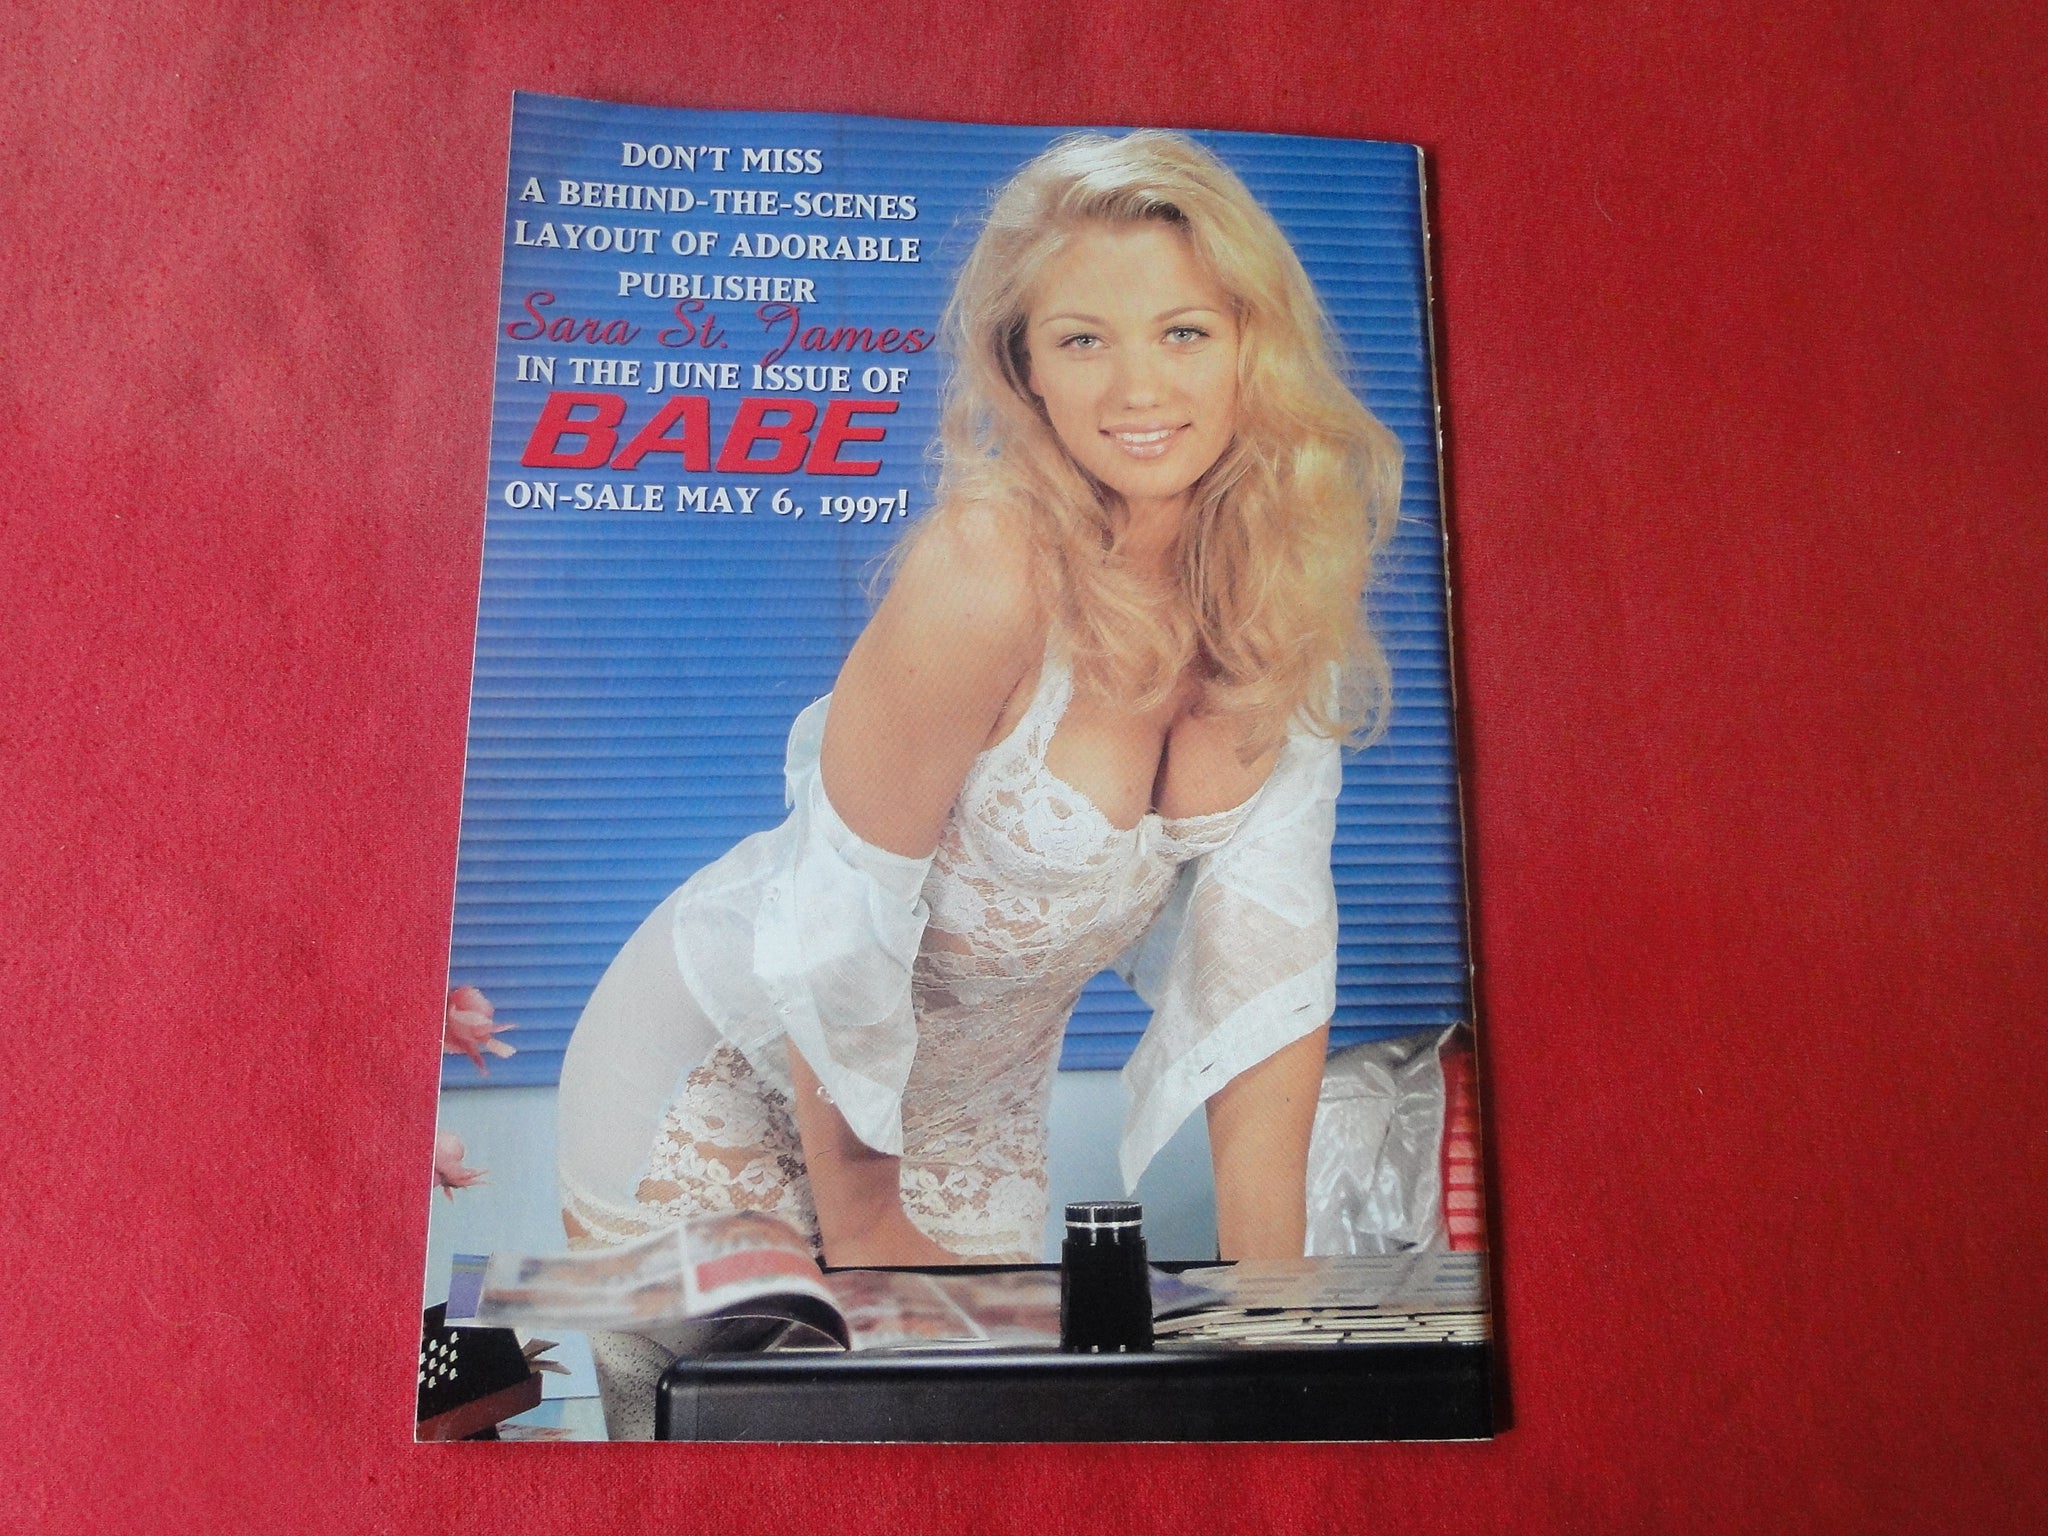 DON'T MISS
A BEHIND-THE-SCENES
LAYOUT OF ADORABLE
PUBLISHER
Sara St. James
IN THE JUNE ISSUE OF
BABE
ON-SALE MAY 6, 1997!